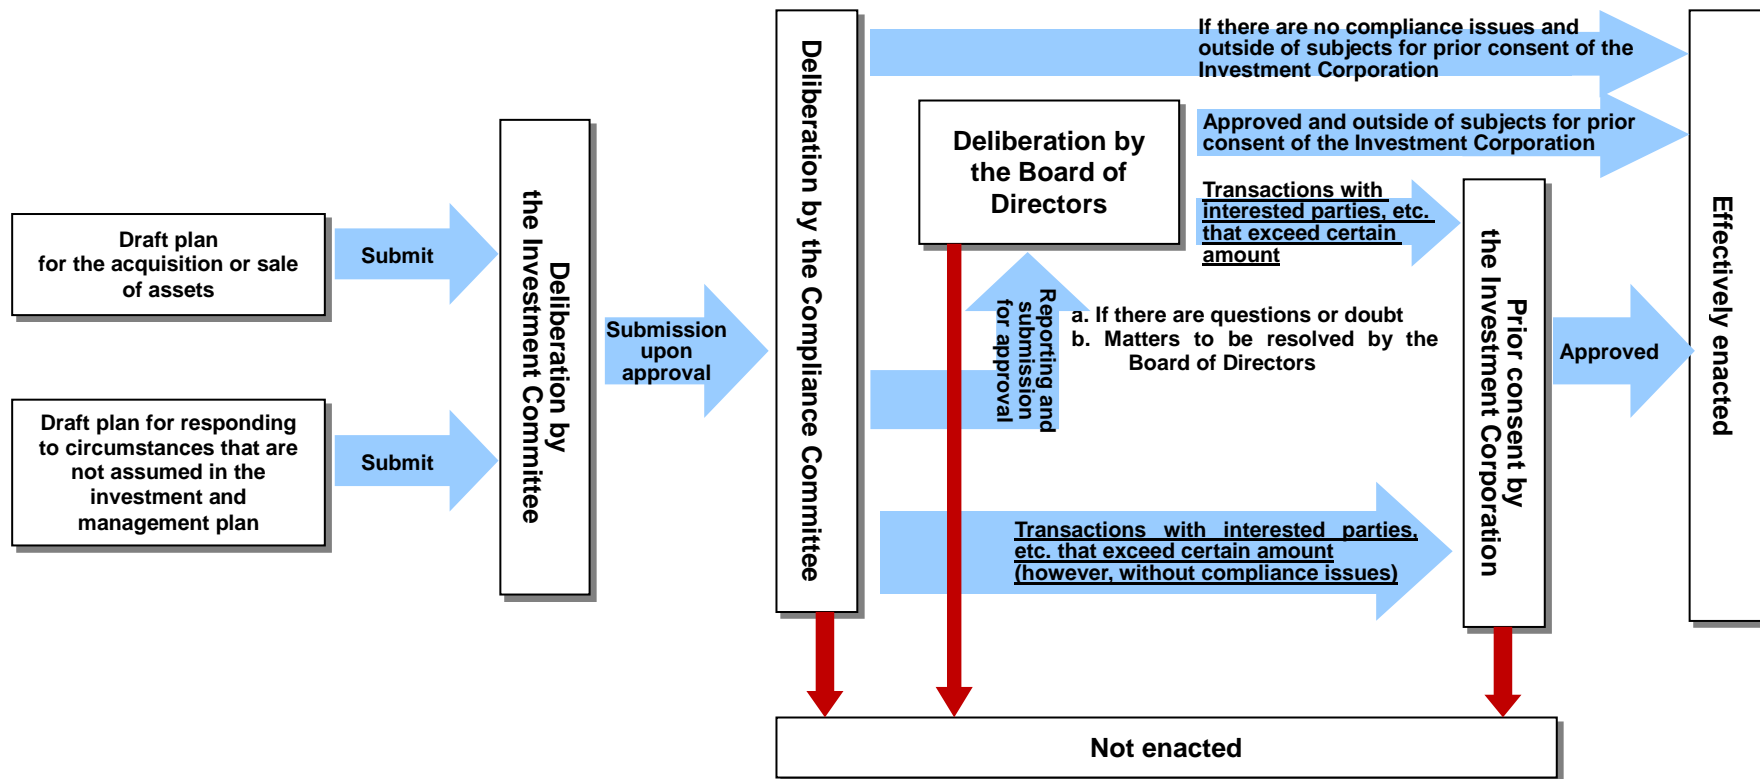 Draft plan
for the acquisition or sale
of assets
Draft plan for responding
to circumstances that are
not assumed in the
investment and
management plan
Submit
Submit
Deliberation by
the Investment Committee
Submission
upon
approval
Deliberation by the Compliance Committee
If there are no compliance issues and
outside of subjects for prior consent of the
Investment Corporation
Deliberation by
the Board of
Directors
Approved and outside of subjects for prior
consent of the Investment Corporation
Transactions with
interested parties, etc.
that exceed certain
amount
Reporting and
submission
for approval
a. If there are questions or doubt
b. Matters to be resolved by the
Board of Directors
Transactions with interested parties,
etc. that exceed certain amount
(however, without compliance issues)
Prior consent by
the Investment Corporation
Approved
Effectively enacted
Not enacted